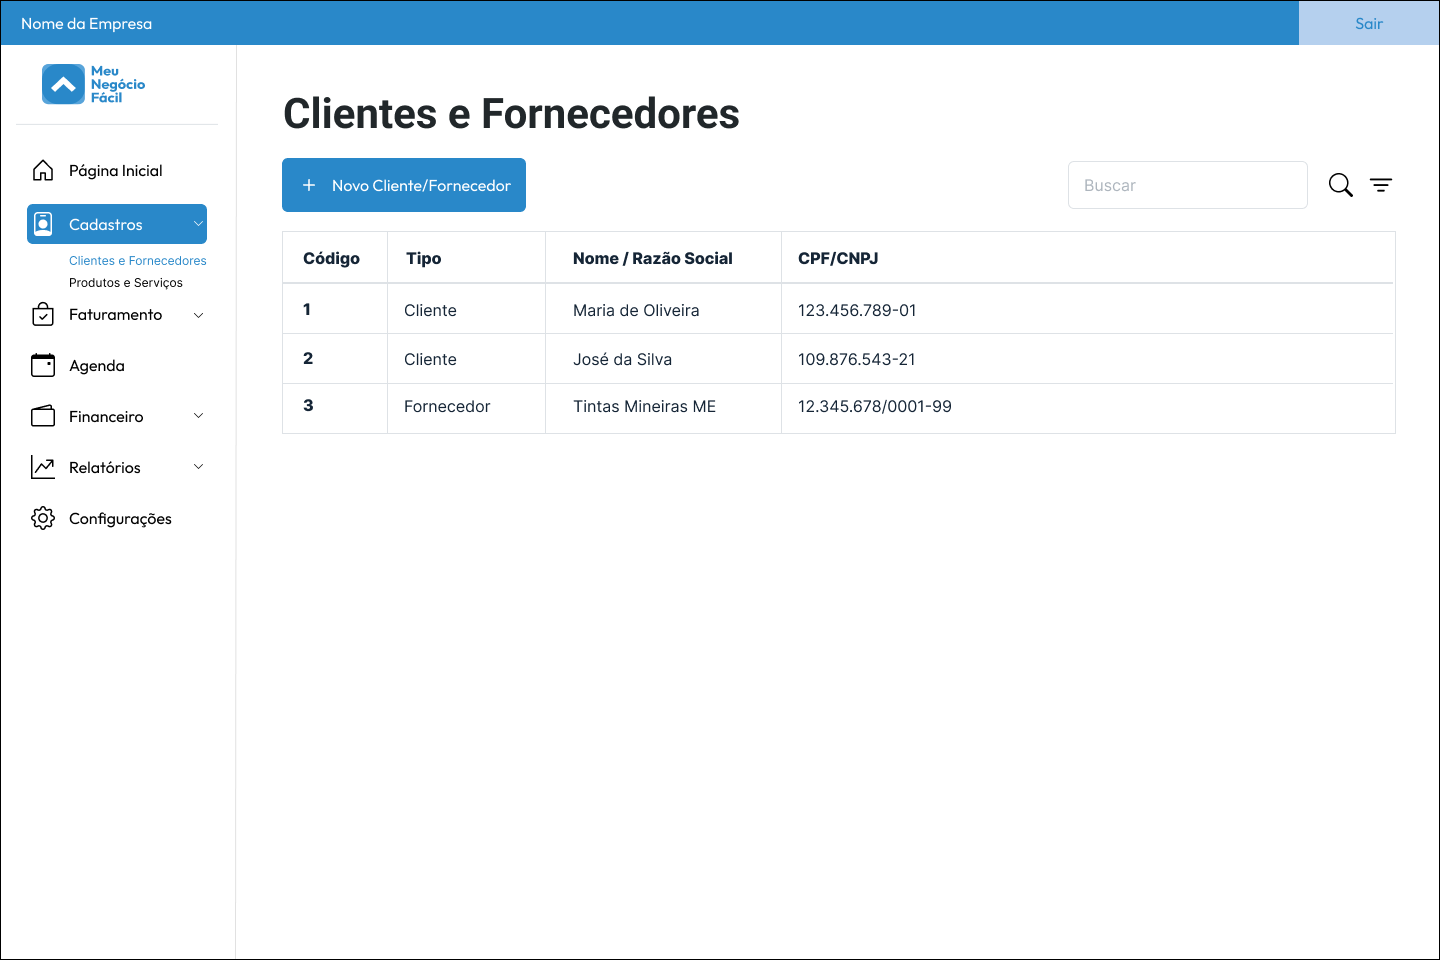 Nome da Empresa
Sair
Meu
Negócio
Fácil
Página Inicial
Cadastros
Clientes e Fornecedores
Produtos e Serviços
Faturamento
Agenda
Financeiro
Relatórios
Configurações
Clientes e Fornecedores
+ Novo Cliente/Fornecedor
Buscar
Código Tipo Nome / Razão Social CPF/CNPJ
1 Cliente Maria de Oliveira 123.456.789-01
2 Cliente José da Silva 109.876.543-21
3 Fornecedor Tintas Mineiras ME 12.345.678/0001-99